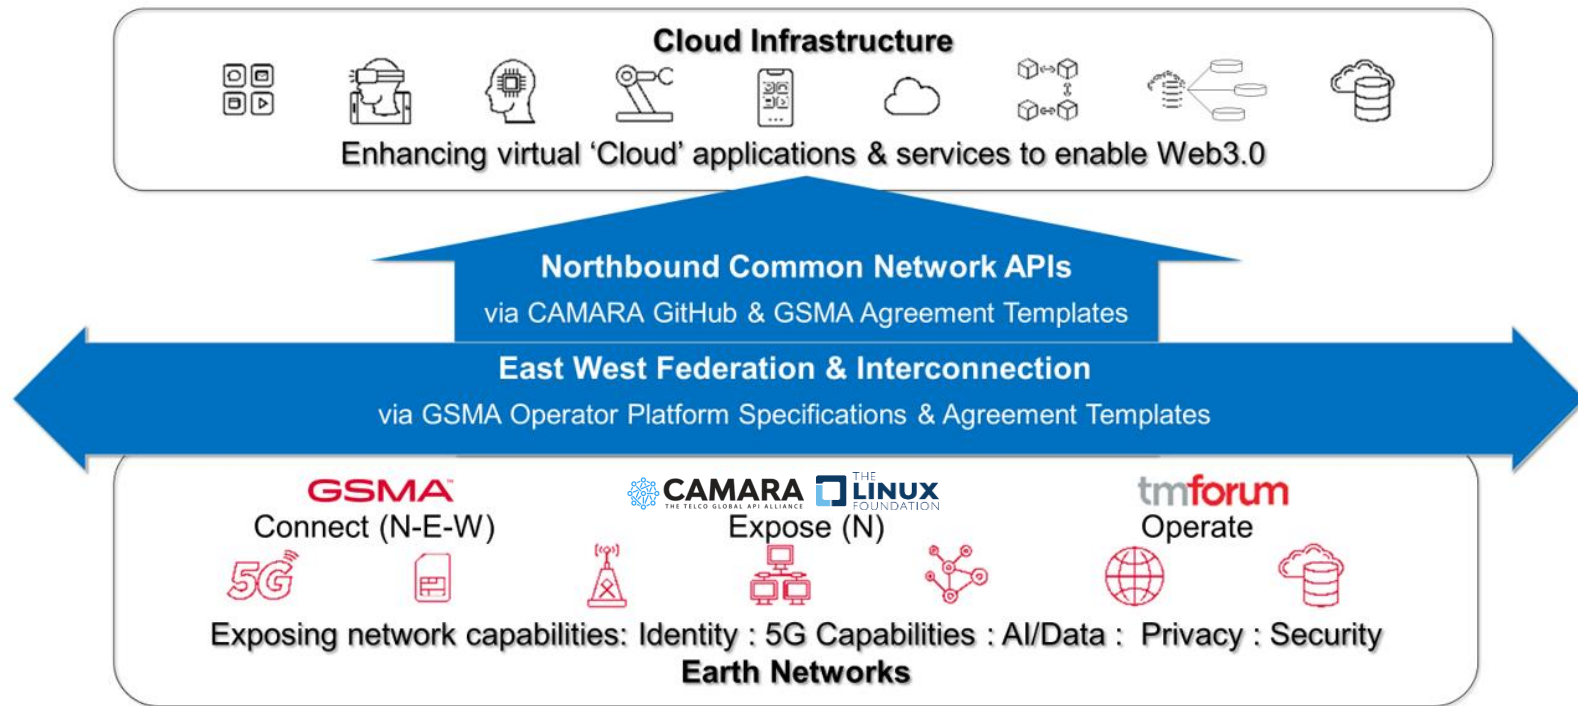 Cloud Infrastructure
Enhancing virtual ‘Cloud’ applications & services to enable Web3.0
Northbound Common Network APIs
via CAMARA GitHub & GSMA Agreement Templates
East West Federation & Interconnection
via GSMA Operator Platform Specifications & Agreement Templates
GSMA™
Connect (N-E-W)
CAMARA
THE TELCO GLOBAL API ALLIANCE
THE
LINUX
FOUNDATION
Expose (N)
tmforum
Operate
5G
Exposing network capabilities: Identity : 5G Capabilities : AI/Data : Privacy : Security
Earth Networks